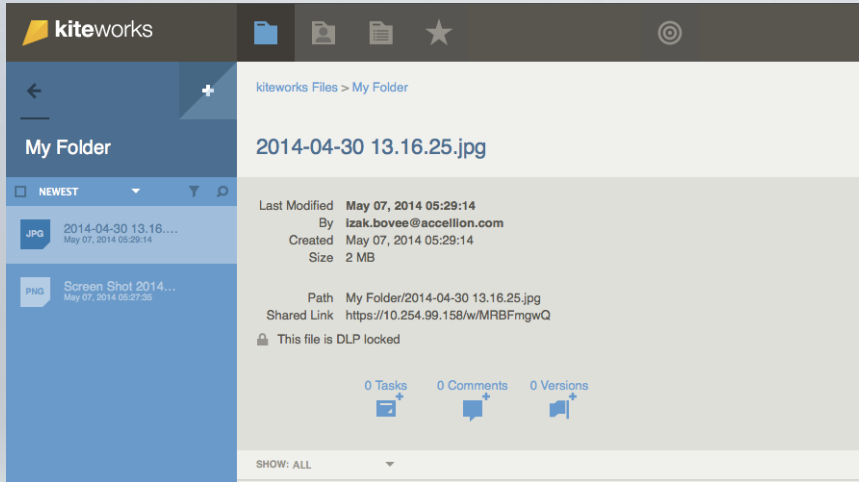 kiteworks
My Folder
NEWEST
JPG
2014-04-30 13.16....
May 07, 2014 05:29:14
PNG
Screen Shot 2014...
May 07, 2014 05:27:35
kiteworks Files > My Folder
2014-04-30 13.16.25.jpg
Last Modified May 07, 2014 05:29:14
By izak.bovee@accellion.com
Created May 07, 2014 05:29:14
Size 2 MB
Path My Folder/2014-04-30 13.16.25.jpg
Shared Link https://10.254.99.158/w/MRBFmgwQ
This file is DLP locked
0 Tasks 0 Comments 0 Versions
SHOW: ALL